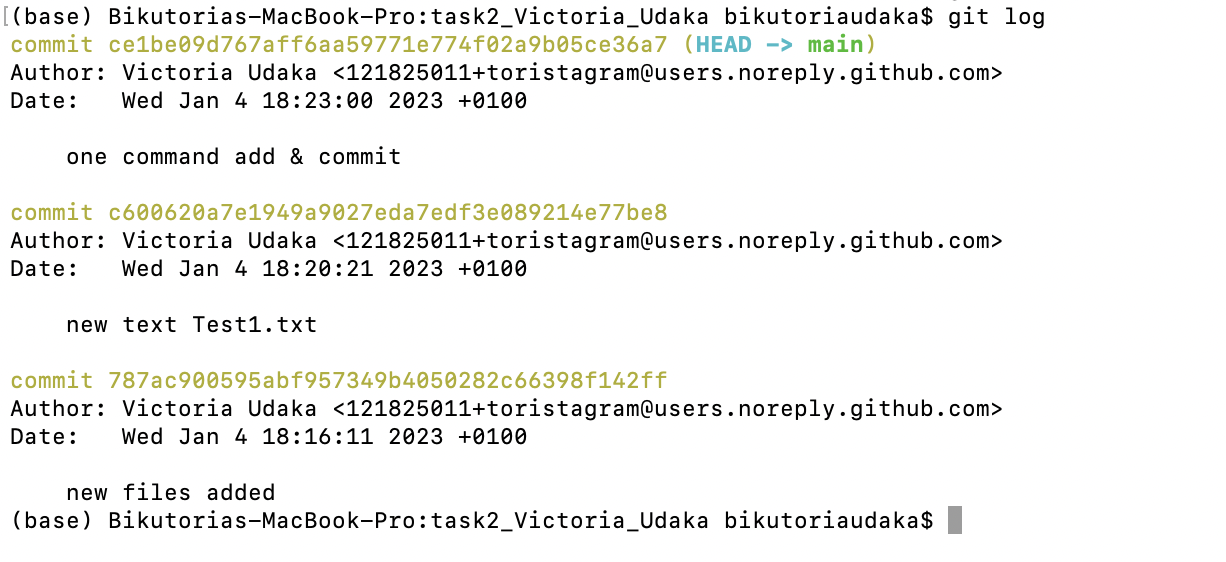 (base) Bikutorias-MacBook-Pro:task2_Victoria_Udaka bikutoriaudaka$ git log
commit ce1be09d767aff6aa59771e774f02a9b05ce36a7 (HEAD -> main)
Author: Victoria Udaka <121825011+toristagram@users.noreply.github.com>
Date:   Wed Jan 4 18:23:00 2023 +0100
    one command add & commit
commit c600620a7e1949a9027eda7edf3e089214e77be8
Author: Victoria Udaka <121825011+toristagram@users.noreply.github.com>
Date:   Wed Jan 4 18:20:21 2023 +0100
    new text Test1.txt
commit 787ac900595abf957349b4050282c66398f142ff
Author: Victoria Udaka <121825011+toristagram@users.noreply.github.com>
Date:   Wed Jan 4 18:16:11 2023 +0100
    new files added
(base) Bikutorias-MacBook-Pro:task2_Victoria_Udaka bikutoriaudaka$